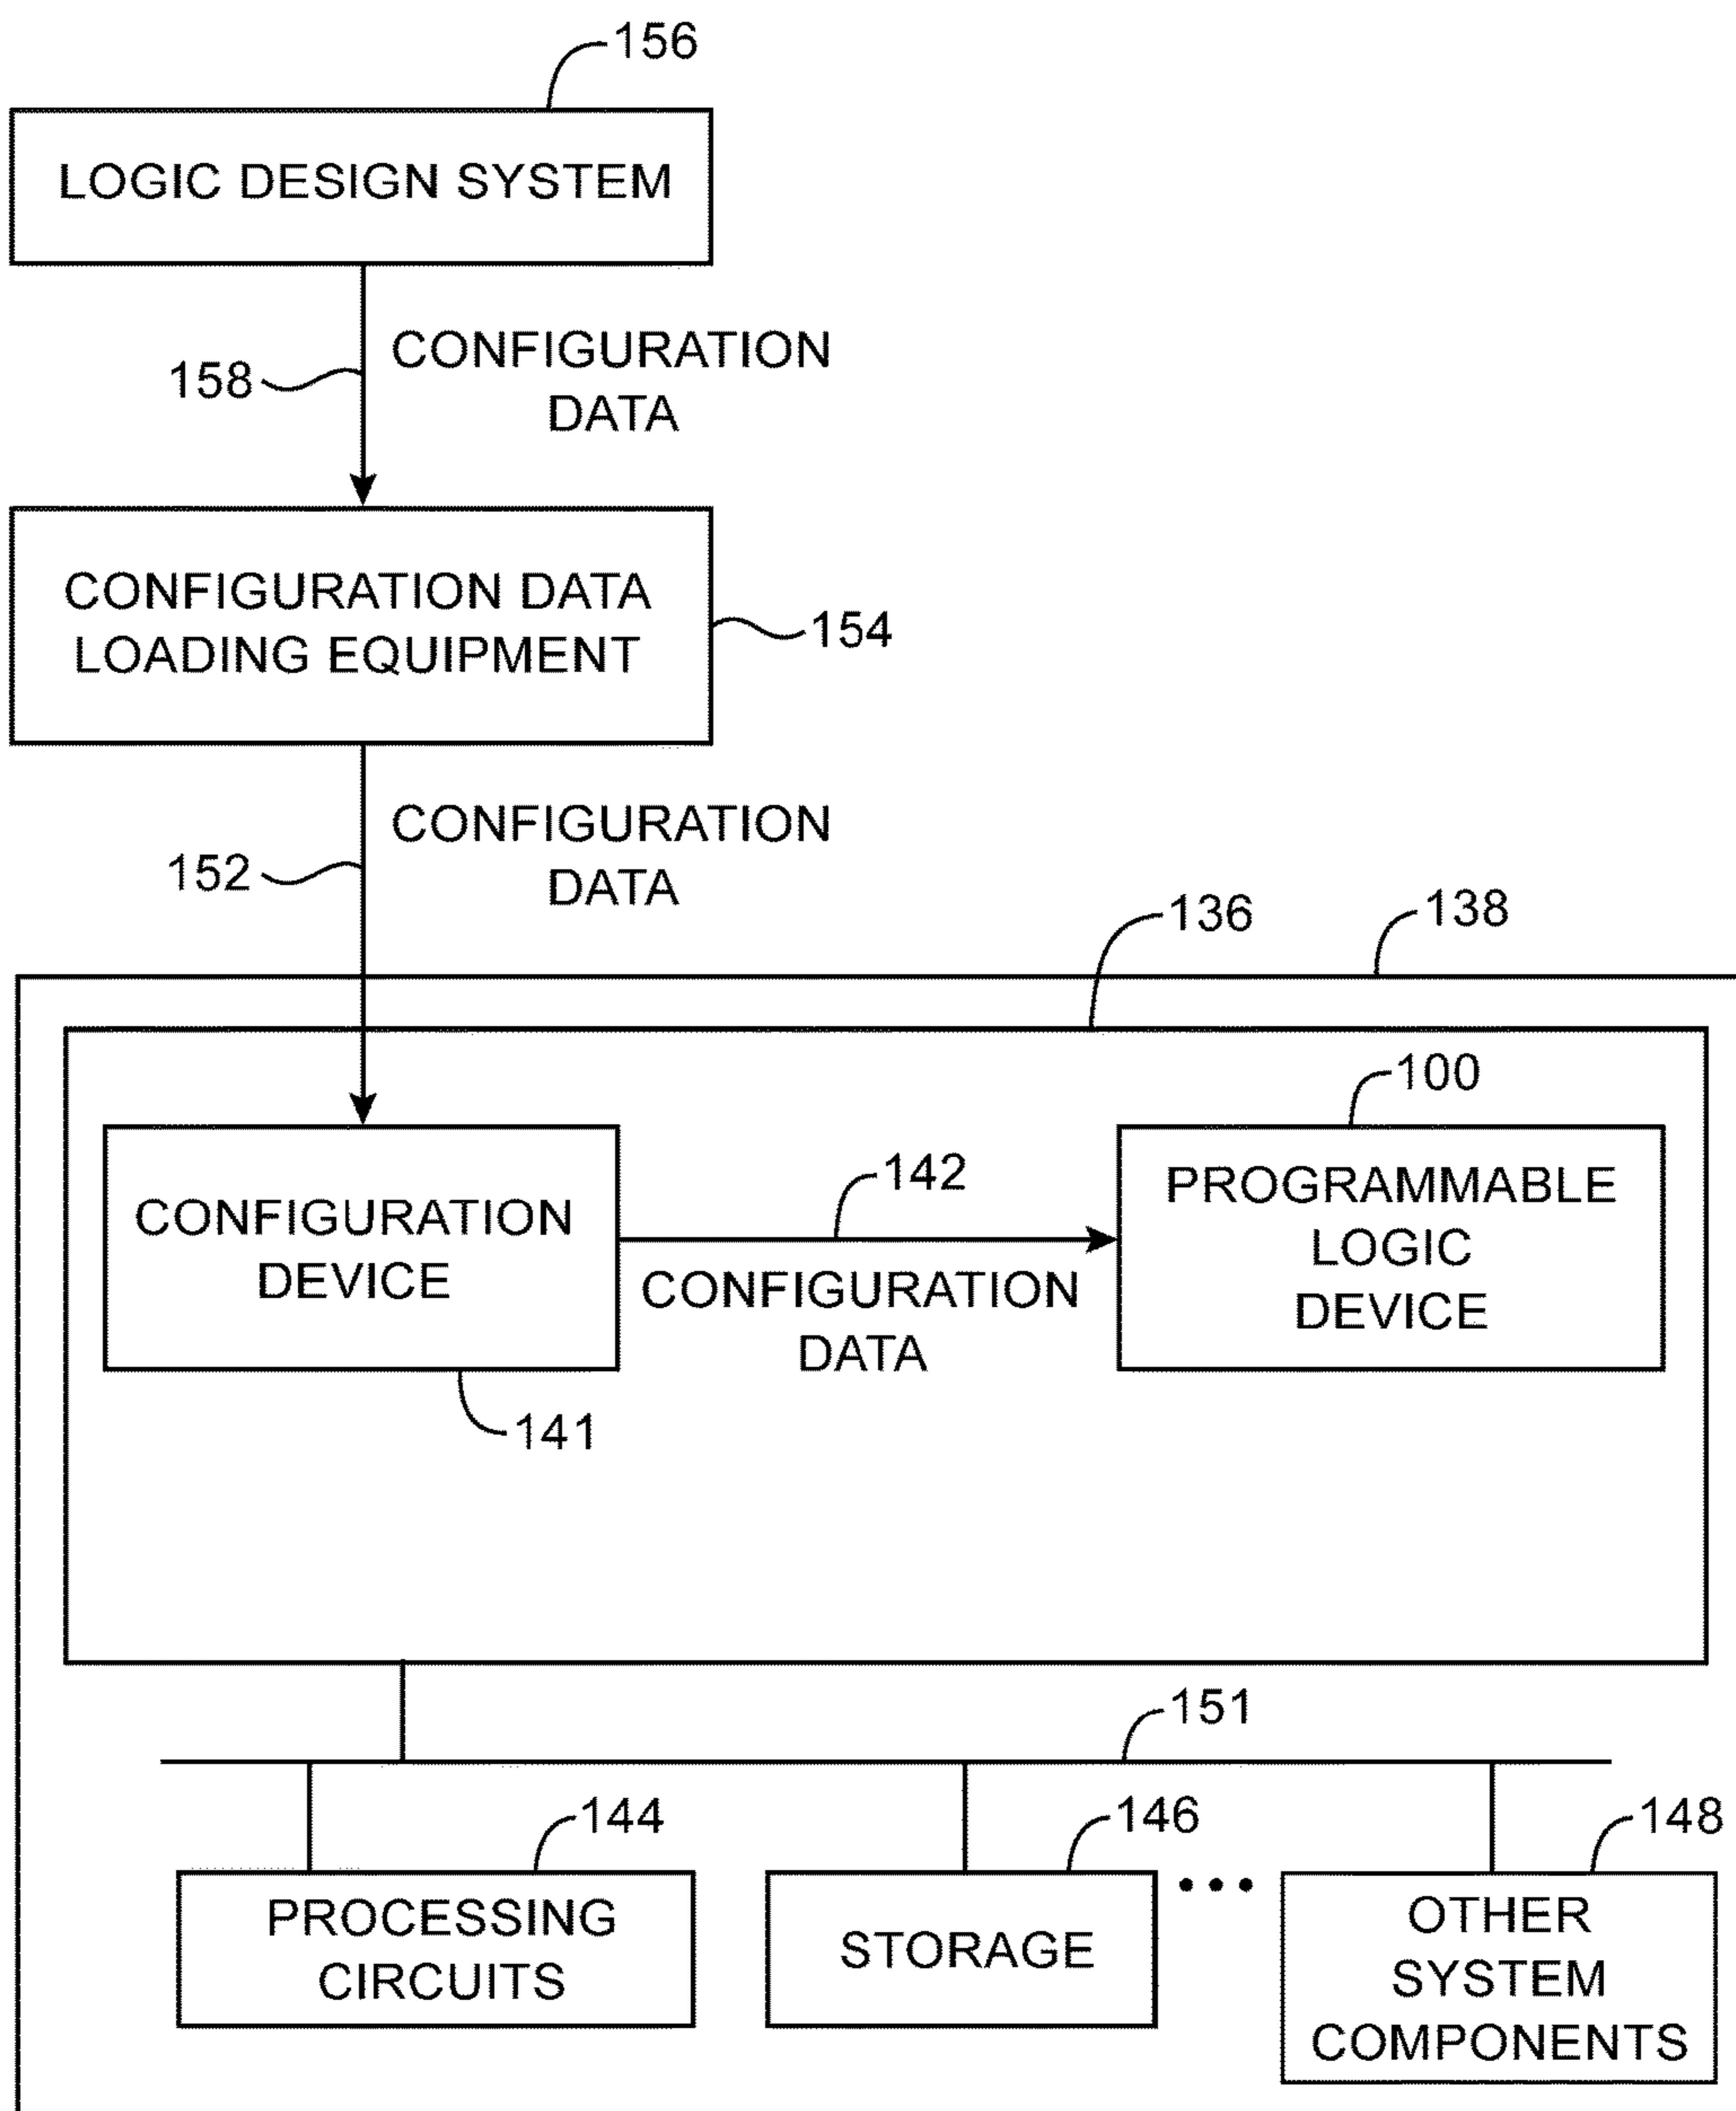 156
LOGIC DESIGN SYSTEM
CONFIGURATION
DATA
158
CONFIGURATION DATA
LOADING EQUIPMENT
154
CONFIGURATION
DATA
152
136
138
100
CONFIGURATION
DEVICE
142
CONFIGURATION
DATA
PROGRAMMABLE
LOGIC
DEVICE
141
151
144
146
148
PROCESSING
CIRCUITS
STORAGE
•••
OTHER
SYSTEM
COMPONENTS